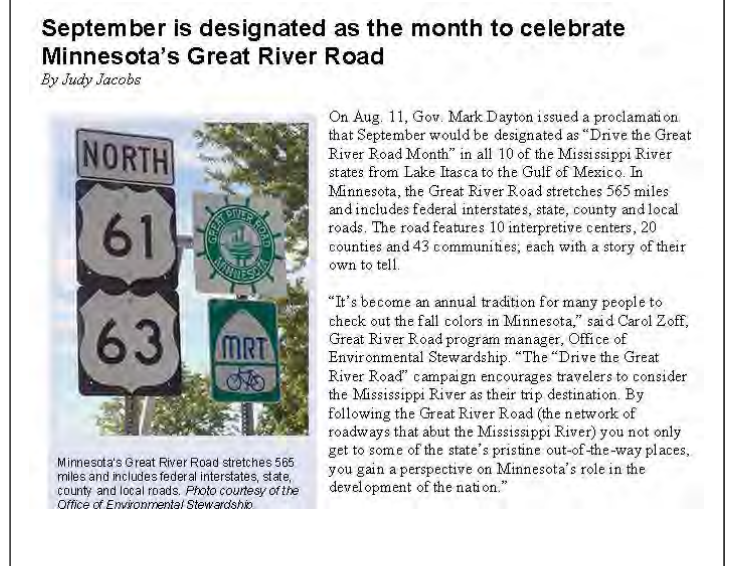 September is designated as the month to celebrate
Minnesota's Great River Road
By Judy Jacobs
NORTH
61
63
GREAT RIVER ROAD
MINNESOTA
MRT
Minnesota's Great River Road stretches 565
miles and includes federal interstates, state,
county and local roads. Photo courtesy of the
Office of Environmental Stewardship.
On Aug. 11, Gov. Mark Dayton issued a proclamation
that September would be designated as “Drive the Great
River Road Month” in all 10 of the Mississippi River
states from Lake Itasca to the Gulf of Mexico. In
Minnesota, the Great River Road stretches 565 miles
and includes federal interstates, state, county and local
roads. The road features 10 interpretive centers, 20
counties and 43 communities; each with a story of their
own to tell.
“It’s become an annual tradition for many people to
check out the fall colors in Minnesota,” said Carol Zoff,
Great River Road program manager, Office of
Environmental Stewardship. “The “Drive the Great
River Road” campaign encourages travelers to consider
the Mississippi River as their trip destination. By
following the Great River Road (the network of
roadways that abut the Mississippi River) you not only
get to some of the state’s pristine out-of-the-way places,
you gain a perspective on Minnesota’s role in the
development of the nation.”